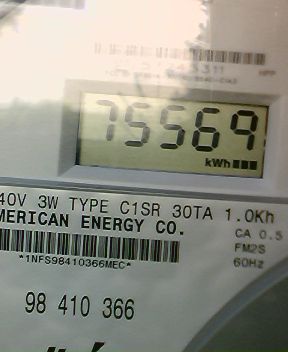 75569
kWh
40V 3W TYPE C1SR 30TA 1.0Kh
MERICAN ENERGY CO.
CA 0.5
FM2S
60Hz
*1NFS98410366MEC*
98 410 366